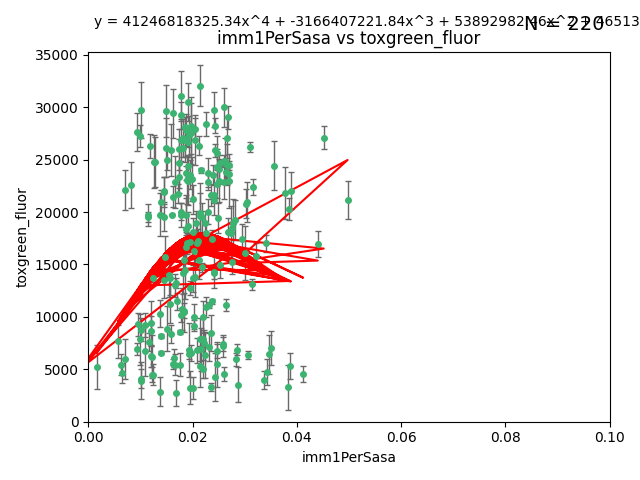 y = 41246818325.34x^4 + -3166407221.84x^3 + 53892982
N = 220
imm1PerSasa vs toxgreen_fluor
35000
30000
25000
20000
15000
10000
5000
0
toxgreen_fluor
0.00 0.02 0.04 0.06 0.08 0.10
imm1PerSasa